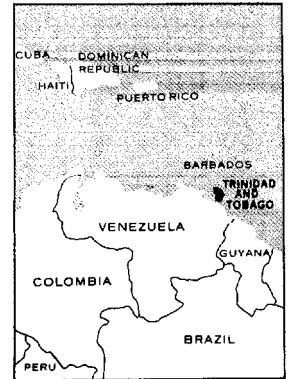 CUBA
DOMINICAN
REPUBLIC
HAITI
PUERTO RICO
BARBADOS
TRINIDAD
AND
TOBAGO
VENEZUELA
GUYANA
COLOMBIA
BRAZIL
PERU